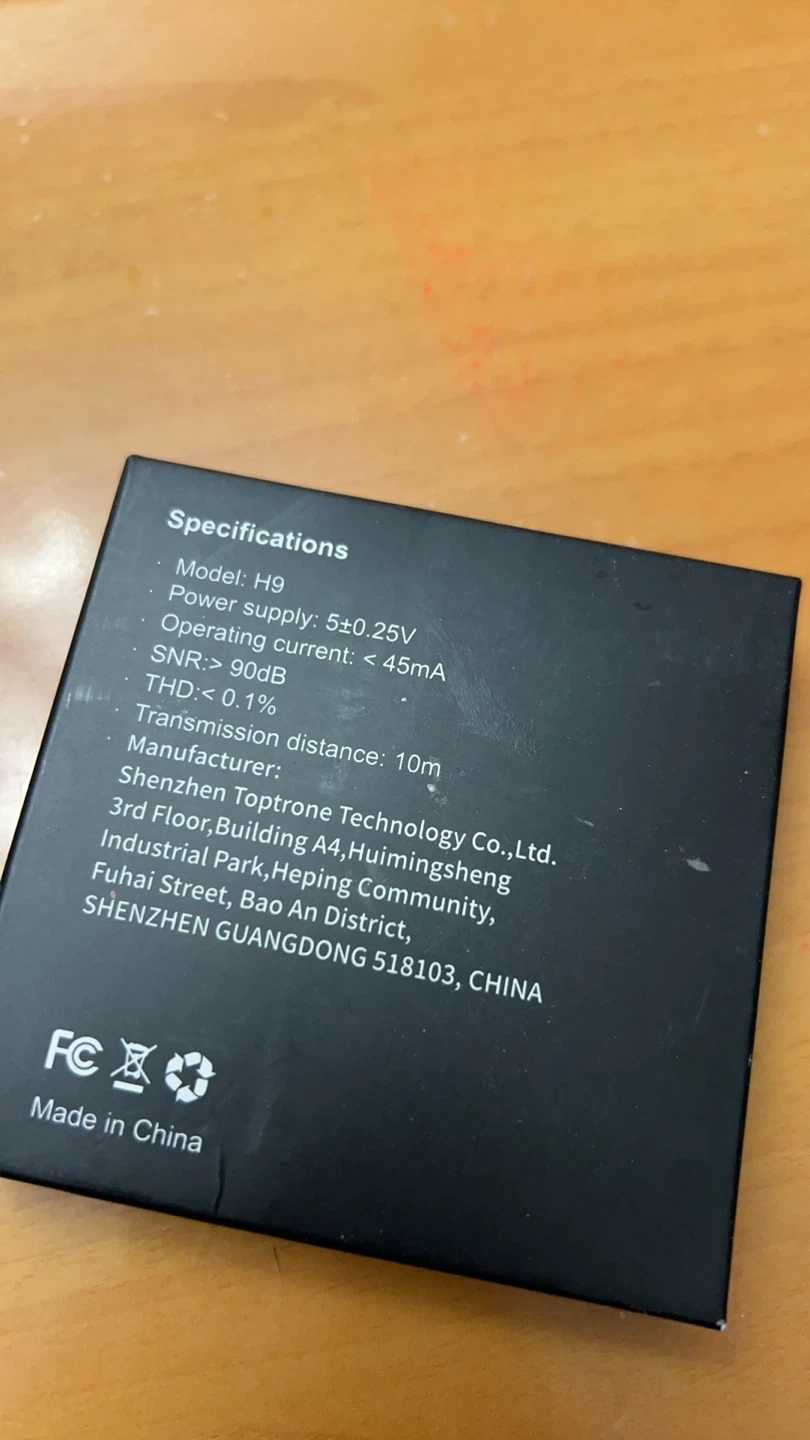 Specifications
· Model: H9
· Power supply: 5±0.25V
· Operating current: < 45mA
· SNR:> 90dB
· THD:< 0.1%
· Transmission distance: 10m
· Manufacturer:
Shenzhen Toptrone Technology Co.,Ltd.
3rd Floor,Building A4,Huimingsheng
Industrial Park,Heping Community,
Fuhai Street, Bao An District,
SHENZHEN GUANGDONG 518103, CHINA
FC
Made in China